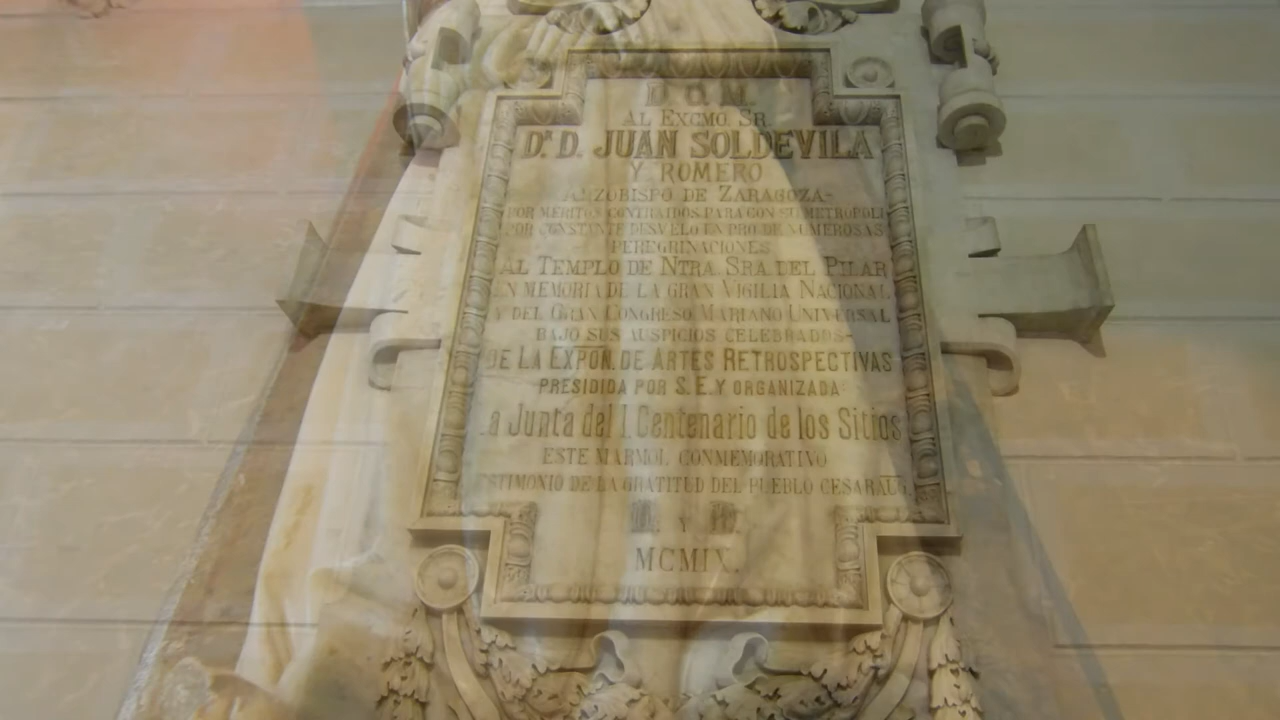 D. O. M.
AL EXCMO. SR.
DR. D. JUAN SOLDEVILA
Y ROMERO
ARZOBISPO DE ZARAGOZA-
POR MÉRITOS CONTRAIDOS PARA CON SU METROPOLI
POR CONSTANTE DESVELO EN PRO DE NUMEROSAS
PEREGRINACIONES
AL TEMPLO DE NTRA. SRA. DEL PILAR
EN MEMORIA DE LA GRAN VIGILIA NACIONAL
Y DEL GRAN CONGRESO MARIANO UNIVERSAL
BAJO SUS AUSPICIOS CELEBRADOS-
DE LA EXPÓN. DE ARTES RETROSPECTIVAS
PRESIDIDA POR S. E. Y ORGANIZADA
La Junta del I. Centenario de los Sitios
ESTE MARMOL CONMEMORATIVO
TESTIMONIO DE LA GRATITUD DEL PUEBLO CESARAUG.
Y
MCMIX.